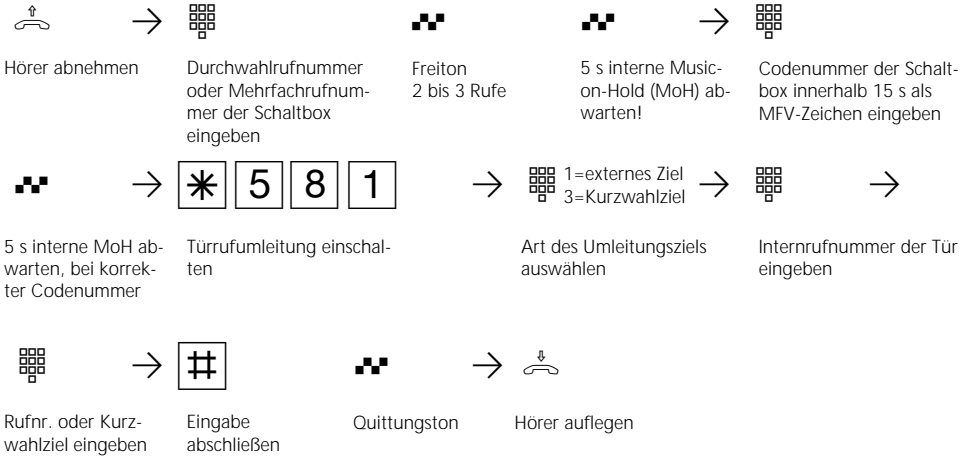 Hörer abnehmen
Durchwahlrufnummer
oder Mehrfachrufnum-
mer der Schaltbox
eingeben
Freiton
2 bis 3 Rufe
5 s interne Music-
on-Hold (MoH) ab-
warten!
Codenummer der Schalt-
box innerhalb 15 s als
MFV-Zeichen eingeben
* 5 8 1
1=externes Ziel
3=Kurzwahlziel
5 s interne MoH ab-
warten, bei korrek-
ter Codenummer
Türrufumleitung einschal-
ten
Art des Umleitungsziels
auswählen
Internrufnummer der Tür
eingeben
#
Rufnr. oder Kurz-
wahlziel eingeben
Eingabe
abschließen
Quittungston
Hörer auflegen